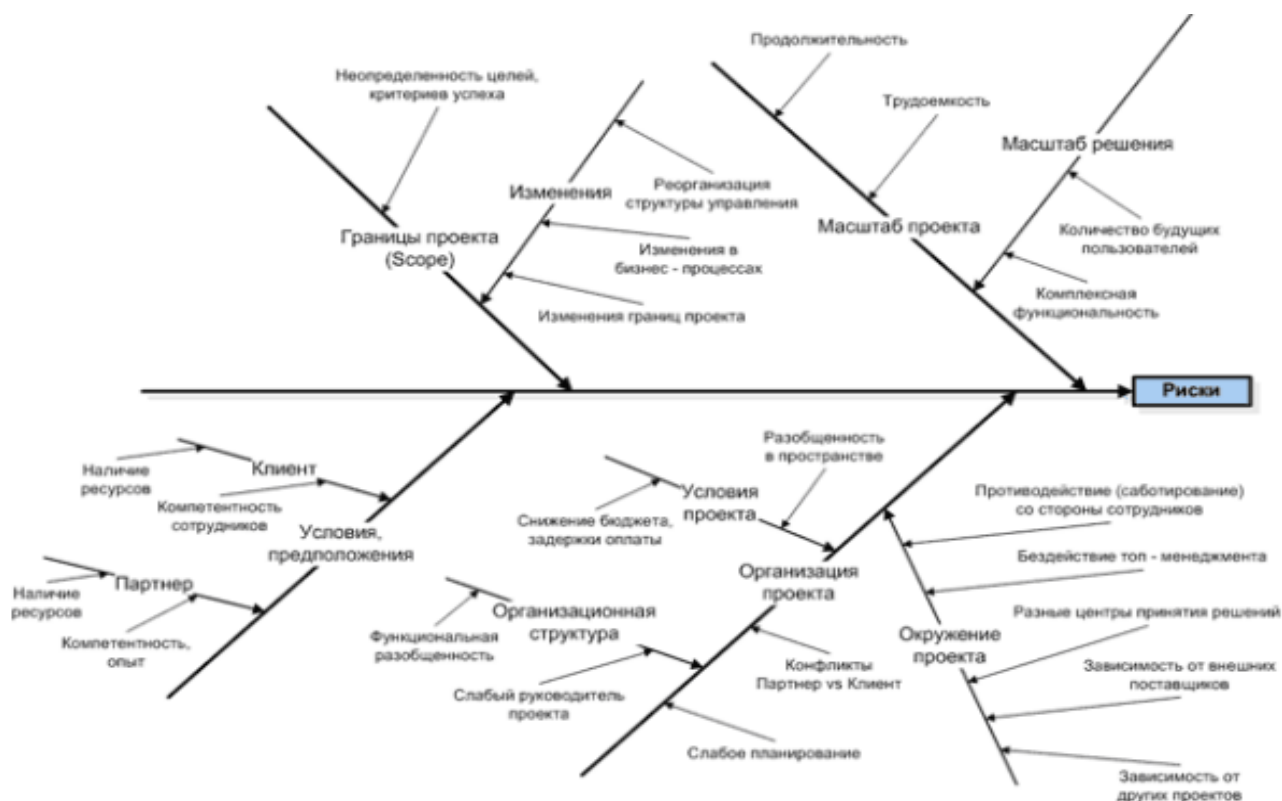 Продолжительность
Неопределенность целей,
критериев успеха
Трудоемкость
Масштаб решения
Изменения
Реорганизация
структуры управления
Границы проекта
(Scope)
Масштаб проекта
Количество будущих
пользователей
Изменения в
бизнес - процессах
Изменения границ проекта
Комплексная
функциональность
Риски
Наличие
ресурсов
Клиент
Компетентность
сотрудников
Условия,
предположения
Наличие
ресурсов
Партнер
Компетентность,
опыт
Разобщенность
в пространстве
Условия
проекта
Снижение бюджета,
задержки оплаты
Организация
проекта
Организационная
структура
Функциональная
разобщенность
Слабый руководитель
проекта
Конфликты
Партнер vs Клиент
Слабое планирование
Противодействие (саботирование)
со стороны сотрудников
Бездействие топ - менеджмента
Разные центры принятия решений
Окружение
проекта
Зависимость от внешних
поставщиков
Зависимость от
других проектов